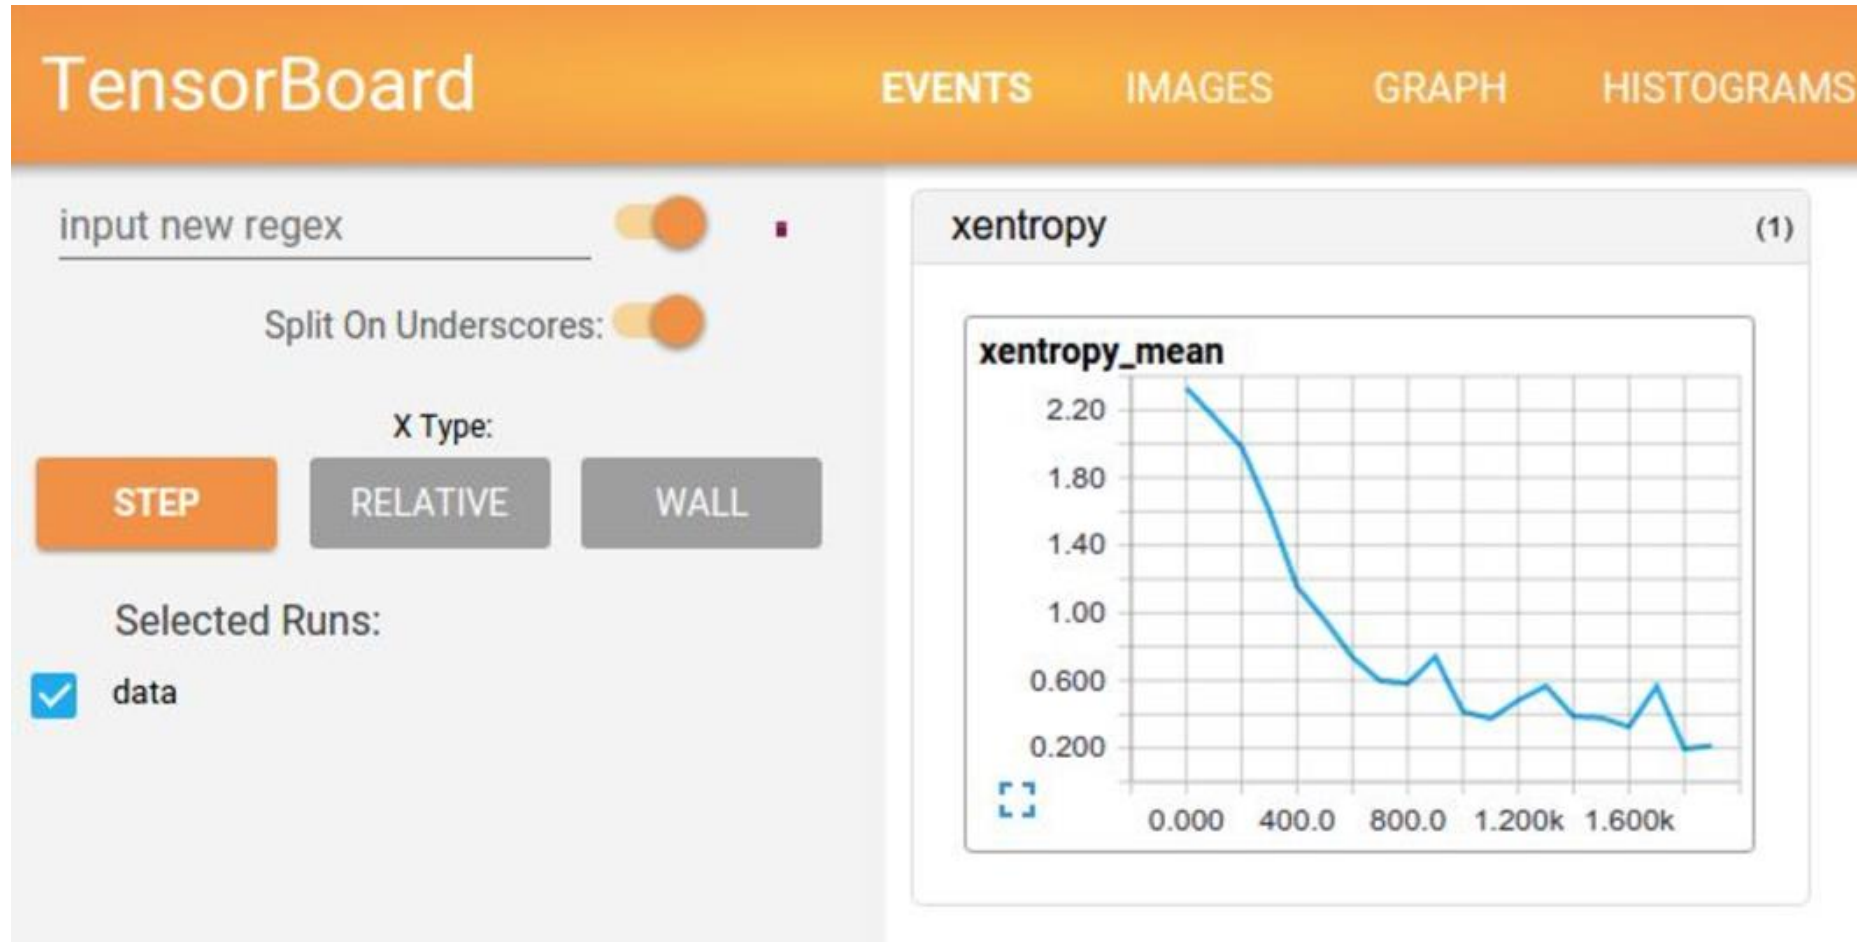 TensorBoard
EVENTS IMAGES GRAPH HISTOGRAMS
input new regex
Split On Underscores:
X Type:
STEP RELATIVE WALL
Selected Runs:
data
xentropy (1)
xentropy_mean
2.20
1.80
1.40
1.00
0.600
0.200
0.000 400.0 800.0 1.200k 1.600k